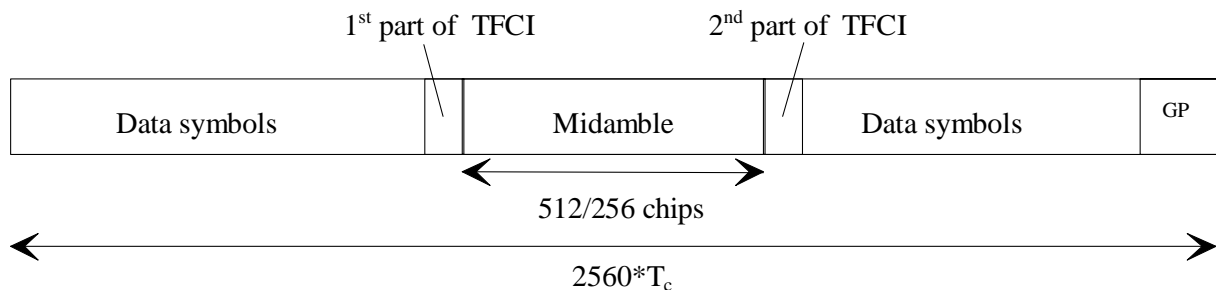 1st part of TFCI
2nd part of TFCI
Data symbols
Midamble
Data symbols
GP
512/256 chips
2560*Tc